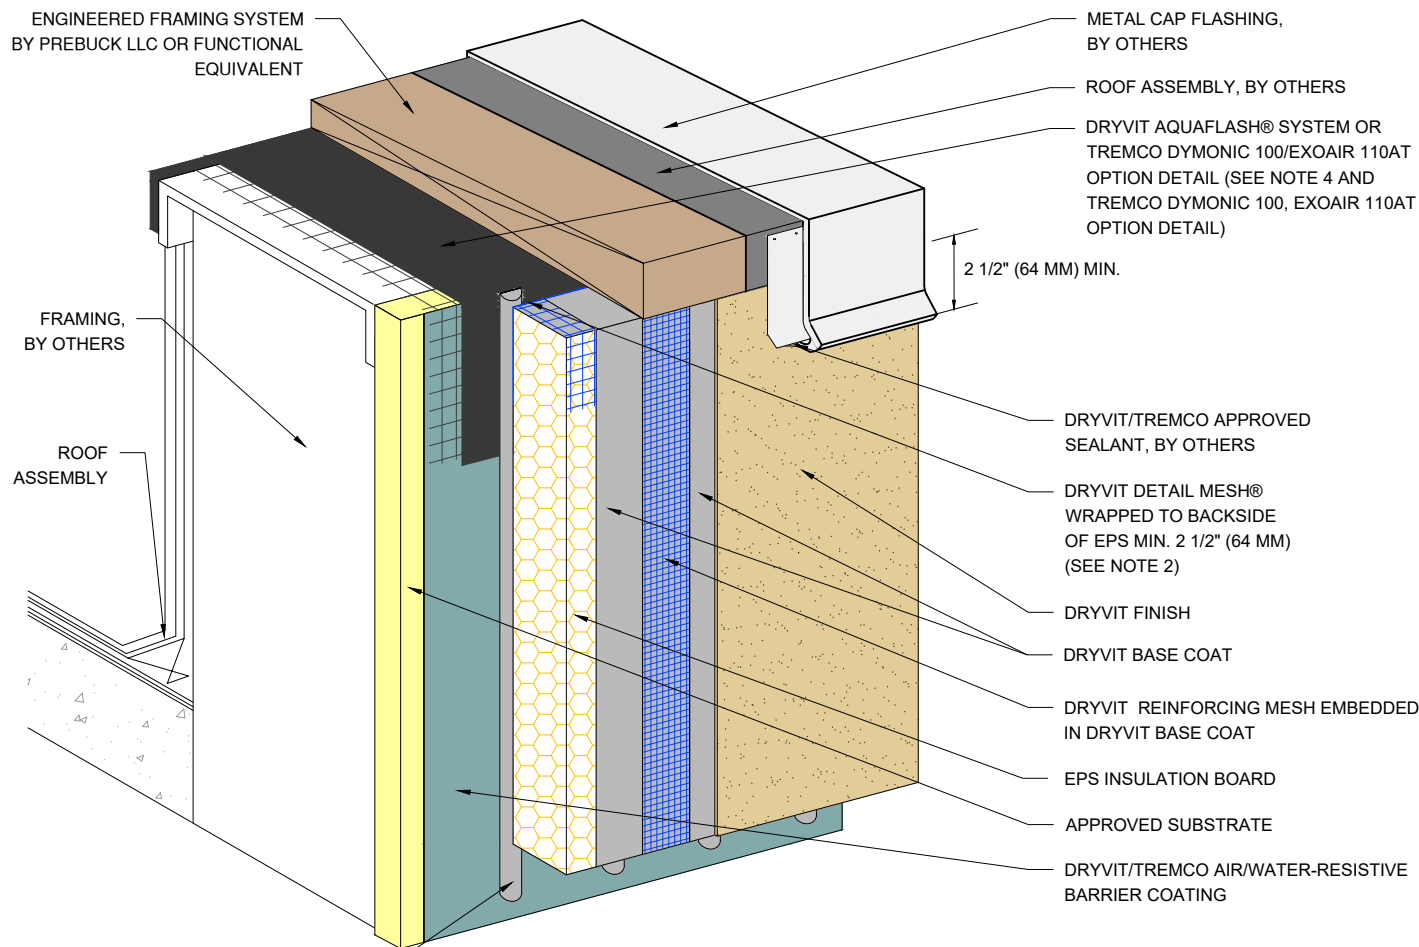 ENGINEERED FRAMING SYSTEM
BY PREBUCK LLC OR FUNCTIONAL
EQUIVALENT
METAL CAP FLASHING,
BY OTHERS
ROOF ASSEMBLY, BY OTHERS
DRYVIT AQUAFLASH® SYSTEM OR
TREMCO DYMONIC 100/EXOAIR 110AT
OPTION DETAIL (SEE NOTE 4 AND
TREMCO DYMONIC 100, EXOAIR 110AT
OPTION DETAIL)
2 1/2" (64 MM) MIN.
FRAMING,
BY OTHERS
ROOF
ASSEMBLY
DRYVIT/TREMCO APPROVED
SEALANT, BY OTHERS
DRYVIT DETAIL MESH®
WRAPPED TO BACKSIDE
OF EPS MIN. 2 1/2" (64 MM)
(SEE NOTE 2)
DRYVIT FINISH
DRYVIT BASE COAT
DRYVIT  REINFORCING MESH EMBEDDED
IN DRYVIT BASE COAT
EPS INSULATION BOARD
APPROVED SUBSTRATE
DRYVIT/TREMCO AIR/WATER-RESISTIVE
BARRIER COATING